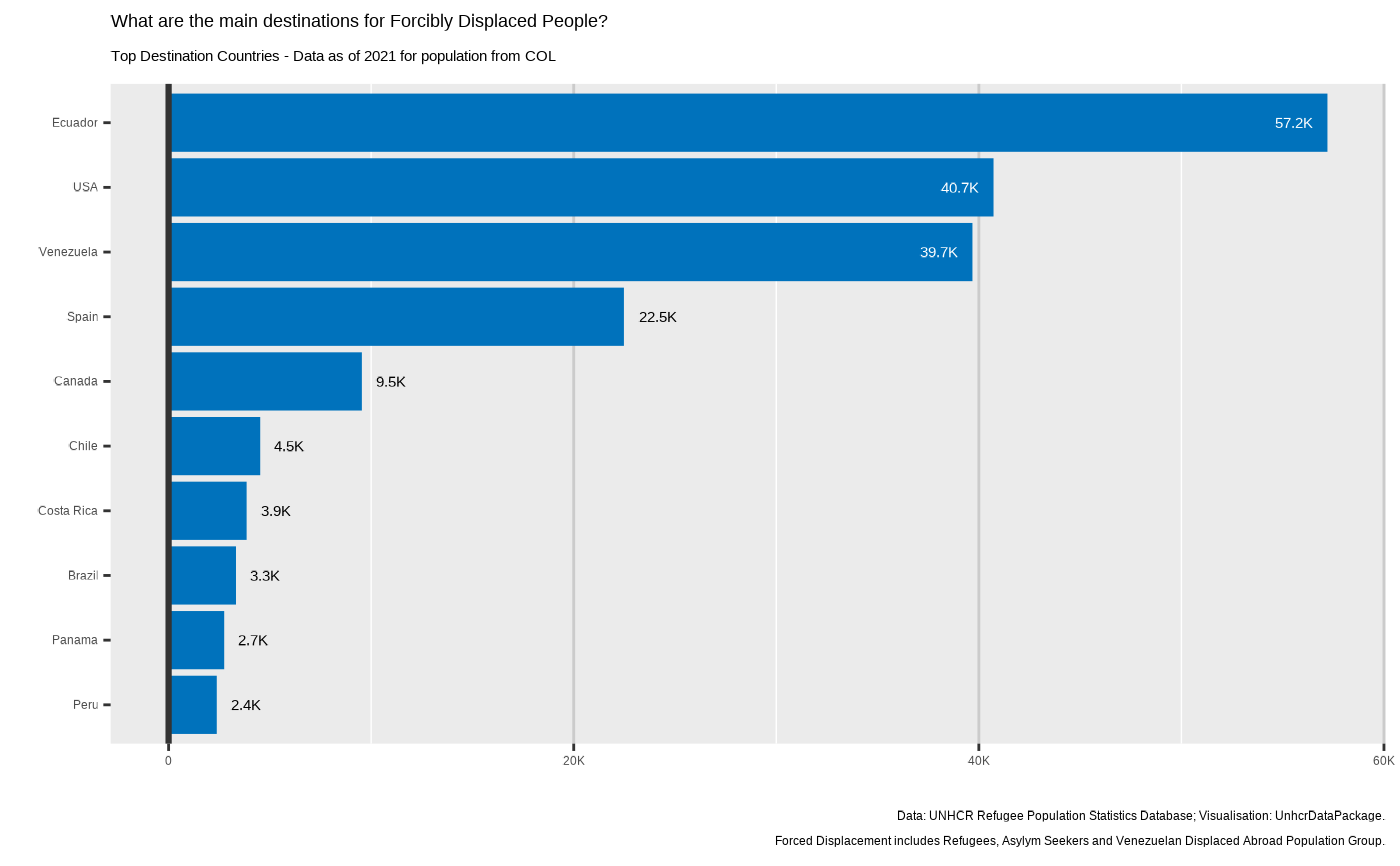 What are the main destinations for Forcibly Displaced People?
Top Destination Countries - Data as of 2021 for population from COL
Ecuador 57.2K
USA 40.7K
Venezuela 39.7K
Spain 22.5K
Canada 9.5K
Chile 4.5K
Costa Rica 3.9K
Brazil 3.3K
Panama 2.7K
Peru 2.4K
0 20K 40K 60K
Data: UNHCR Refugee Population Statistics Database; Visualisation: UnhcrDataPackage.
Forced Displacement includes Refugees, Asylym Seekers and Venezuelan Displaced Abroad Population Group.